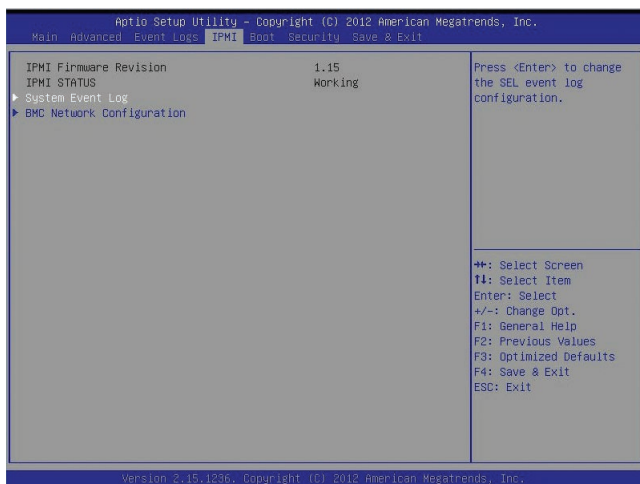 Aptio Setup Utility – Copyright (C) 2012 American Megatrends, Inc.
Main Advanced Event Logs IPMI Boot Security Save & Exit
IPMI Firmware Revision 1.15
IPMI STATUS Working
System Event Log
BMC Network Configuration
Press <Enter> to change
the SEL event log
configuration.
→←: Select Screen
↑↓: Select Item
Enter: Select
+/-: Change Opt.
F1: General Help
F2: Previous Values
F3: Optimized Defaults
F4: Save & Exit
ESC: Exit
Version 2.15.1236. Copyright (C) 2012 American Megatrends, Inc.